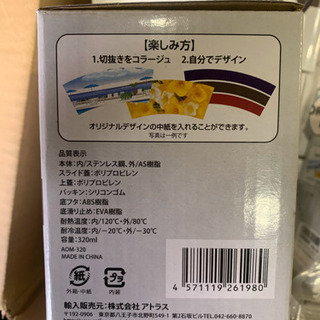 【楽しみ方】
1.切抜きをコラージュ 2.自分でデザイン
オリジナルデザインの中紙を入れることができます。
写真は一例です
品質表示
本体：内/ステンレス鋼、外/AS樹脂
スライド蓋：ポリプロピレン
上蓋：ポリプロピレン
パッキン：シリコンゴム
底フタ：ABS樹脂
底滑り止め：EVA樹脂
耐熱温度：内/120℃・外/80℃
耐冷温度：内/−20℃・外/−30℃
容量：320ml
AOM-320
MADE IN CHINA
紙
外箱・中紙
プラ
内袋
4 571119 261980
輸入販売元：株式会社アトラス
〒192-0906 東京都八王子市北野町549-1 第2石坂ビル
TEL.042-660-0870